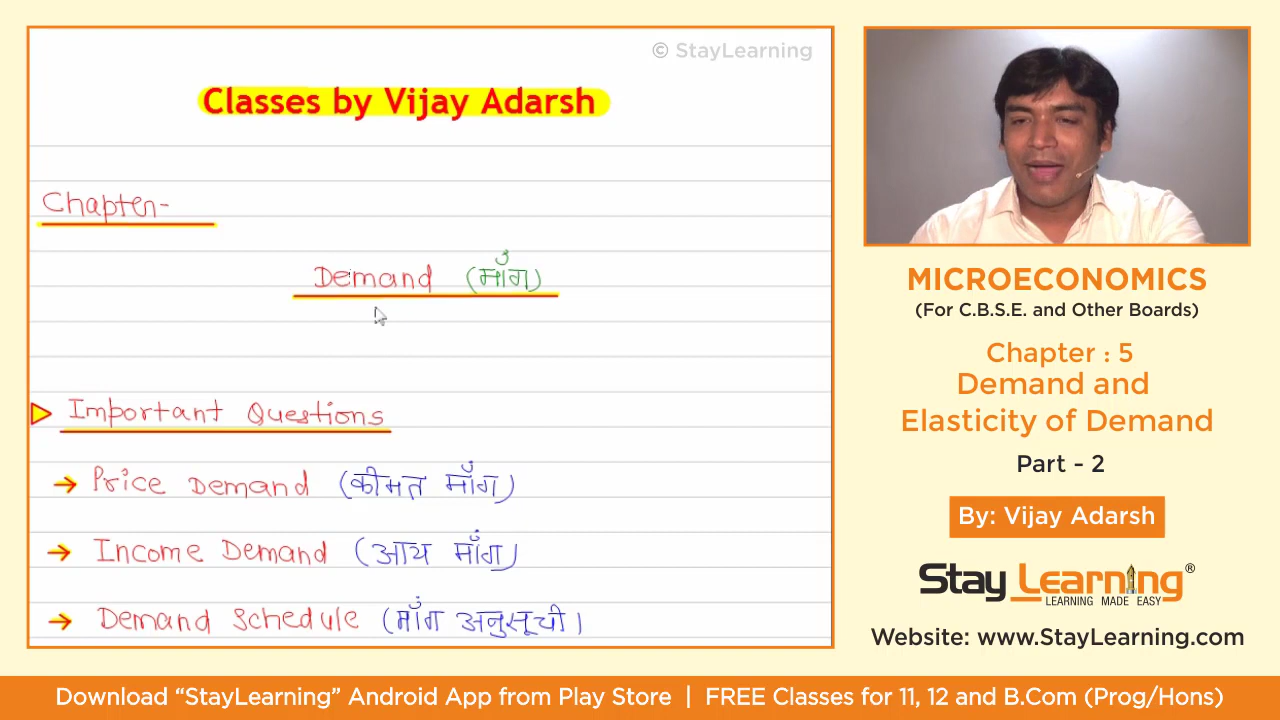 © StayLearning
Classes by Vijay Adarsh
Chapter-
Demand (माँग)
Important Questions
→ Price Demand (कीमत माँग)
→ Income Demand (आय माँग)
→ Demand Schedule (माँग अनुसूची)
MICROECONOMICS
(For C.B.S.E. and Other Boards)
Chapter : 5
Demand and
Elasticity of Demand
Part - 2
By: Vijay Adarsh
Stay Learning®
LEARNING MADE EASY
Website: www.StayLearning.com
Download “StayLearning” Android App from Play Store | FREE Classes for 11, 12 and B.Com (Prog/Hons)